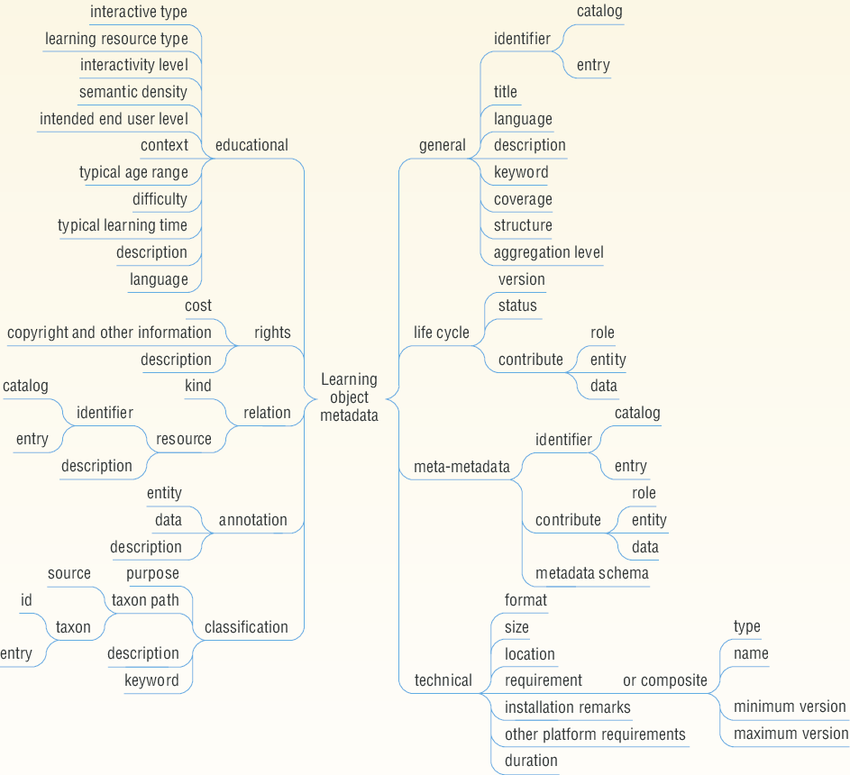 interactive type
learning resource type
interactivity level
semantic density
intended end user level
context
typical age range
difficulty
typical learning time
description
language
educational
cost
copyright and other information
description
rights
kind
catalog
identifier
entry
resource
description
relation
entity
data
description
annotation
purpose
source
taxon path
id
taxon
entry
description
keyword
classification
Learning
object
metadata
general
identifier
catalog
entry
title
language
description
keyword
coverage
structure
aggregation level
life cycle
version
status
contribute
role
entity
data
meta-metadata
identifier
catalog
entry
contribute
role
entity
data
metadata schema
technical
format
size
location
requirement
or composite
type
name
minimum version
maximum version
installation remarks
other platform requirements
duration